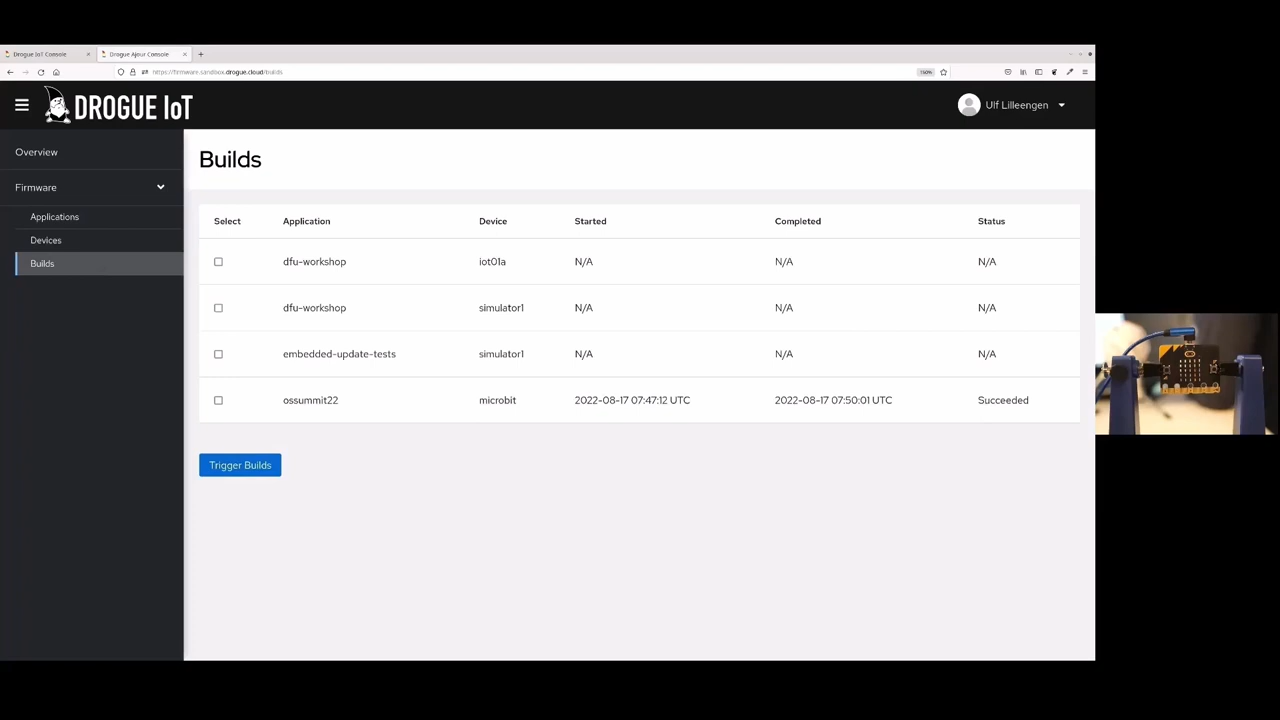 Drogue IoT Console
Drogue Ajour Console
https://firmware.sandbox.drogue.cloud/builds
150%
DROGUE IoT
Ulf Lilleengen
Overview
Firmware
Applications
Devices
Builds
Builds
Select Application Device Started Completed Status
dfu-workshop iot01a N/A N/A N/A
dfu-workshop simulator1 N/A N/A N/A
embedded-update-tests simulator1 N/A N/A N/A
ossummit22 microbit 2022-08-17 07:47:12 UTC 2022-08-17 07:50:01 UTC Succeeded
Trigger Builds